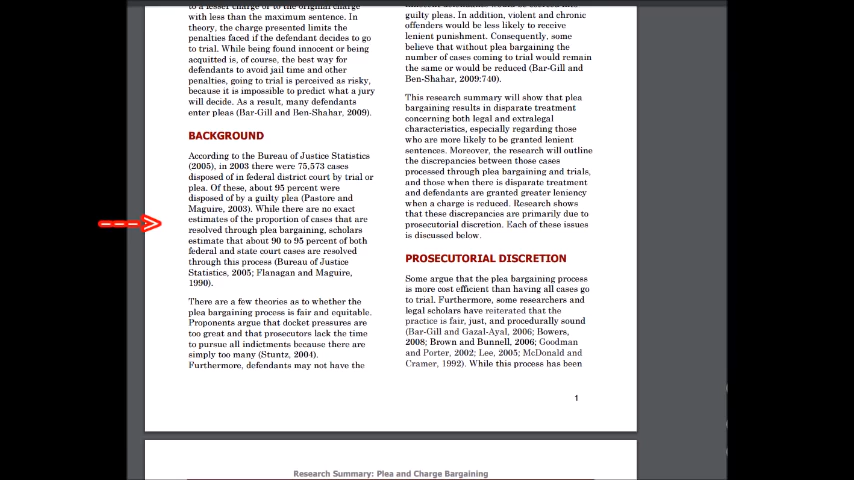 to a lesser charge or to the original charge
with less than the maximum sentence. In
theory, the charge presented limits the
penalties faced if the defendant decides to go
to trial. While being found innocent or being
acquitted is, of course, the best way for
defendants to avoid jail time and other
penalties, going to trial is perceived as risky,
because it is impossible to predict what a jury
will decide. As a result, many defendants
enter pleas (Bar-Gill and Ben-Shahar, 2009).
BACKGROUND
According to the Bureau of Justice Statistics
(2005), in 2003 there were 75,573 cases
disposed of in federal district court by trial or
plea. Of these, about 95 percent were
disposed of by a guilty plea (Pastore and
Maguire, 2003). While there are no exact
estimates of the proportion of cases that are
resolved through plea bargaining, scholars
estimate that about 90 to 95 percent of both
federal and state court cases are resolved
through this process (Bureau of Justice
Statistics, 2005; Flanagan and Maguire,
1990).
There are a few theories as to whether the
plea bargaining process is fair and equitable.
Proponents argue that docket pressures are
too great and that prosecutors lack the time
to pursue all indictments because there are
simply too many (Stuntz, 2004).
Furthermore, defendants may not have the
guilty pleas. In addition, violent and chronic
offenders would be less likely to receive
lenient punishment. Consequently, some
believe that without plea bargaining the
number of cases coming to trial would remain
the same or would be reduced (Bar-Gill and
Ben-Shahar, 2009:740).
This research summary will show that plea
bargaining results in disparate treatment
concerning both legal and extralegal
characteristics, especially regarding those
who are more likely to be granted lenient
sentences. Moreover, the research will outline
the discrepancies between those cases
processed through plea bargaining and trials,
and those when there is disparate treatment
and defendants are granted greater leniency
when a charge is reduced. Research shows
that these discrepancies are primarily due to
prosecutorial discretion. Each of these issues
is discussed below.
PROSECUTORIAL DISCRETION
Some argue that the plea bargaining process
is more cost efficient than having all cases go
to trial. Furthermore, some researchers and
legal scholars have reiterated that the
practice is fair, just, and procedurally sound
(Bar-Gill and Gazal-Ayal, 2006; Bowers,
2008; Brown and Bunnell, 2006; Goodman
and Porter, 2002; Lee, 2005; McDonald and
Cramer, 1992). While this process has been
1
Research Summary: Plea and Charge Bargaining